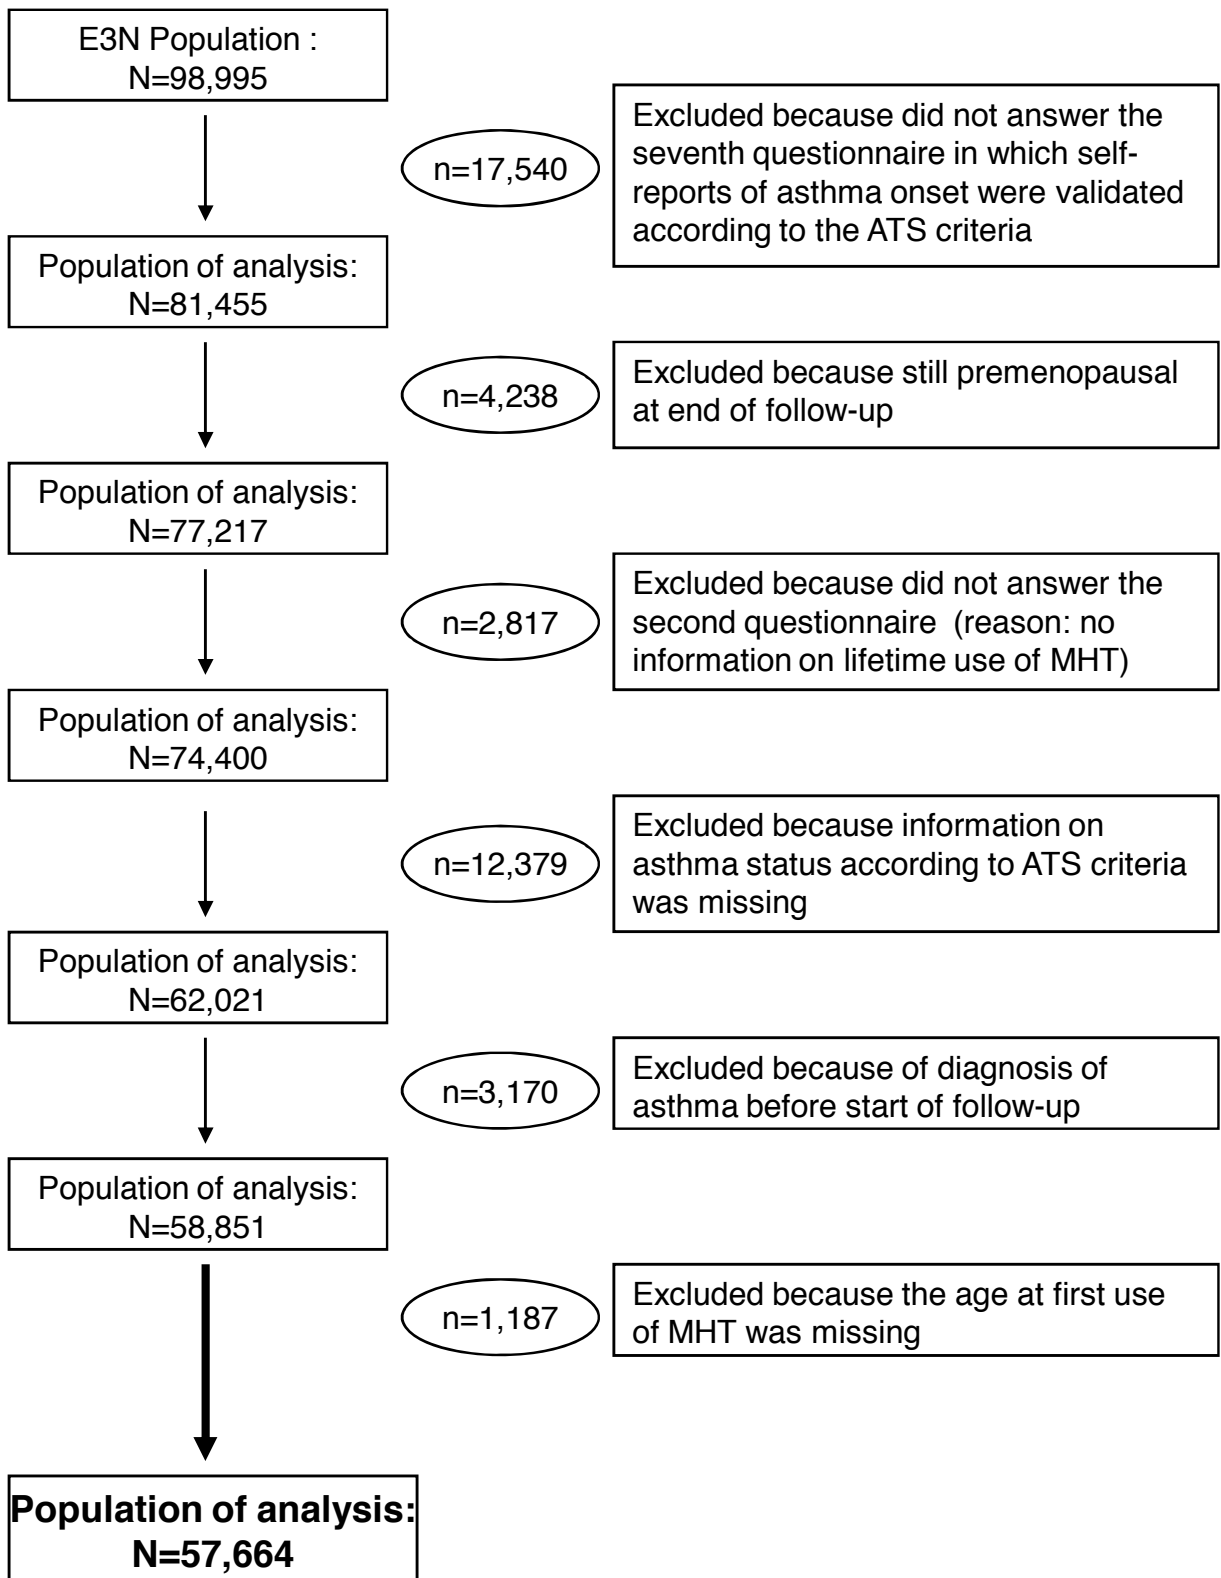 E3N Population :
N=98,995
n=17,540
Excluded because did not answer the
seventh questionnaire in which self-
reports of asthma onset were validated
according to the ATS criteria
Population of analysis:
N=81,455
n=4,238
Excluded because still premenopausal
at end of follow-up
Population of analysis:
N=77,217
n=2,817
Excluded because did not answer the
second questionnaire (reason: no
information on lifetime use of MHT)
Population of analysis:
N=74,400
n=12,379
Excluded because information on
asthma status according to ATS criteria
was missing
Population of analysis:
N=62,021
n=3,170
Excluded because of diagnosis of
asthma before start of follow-up
Population of analysis:
N=58,851
n=1,187
Excluded because the age at first use
of MHT was missing
Population of analysis:
N=57,664